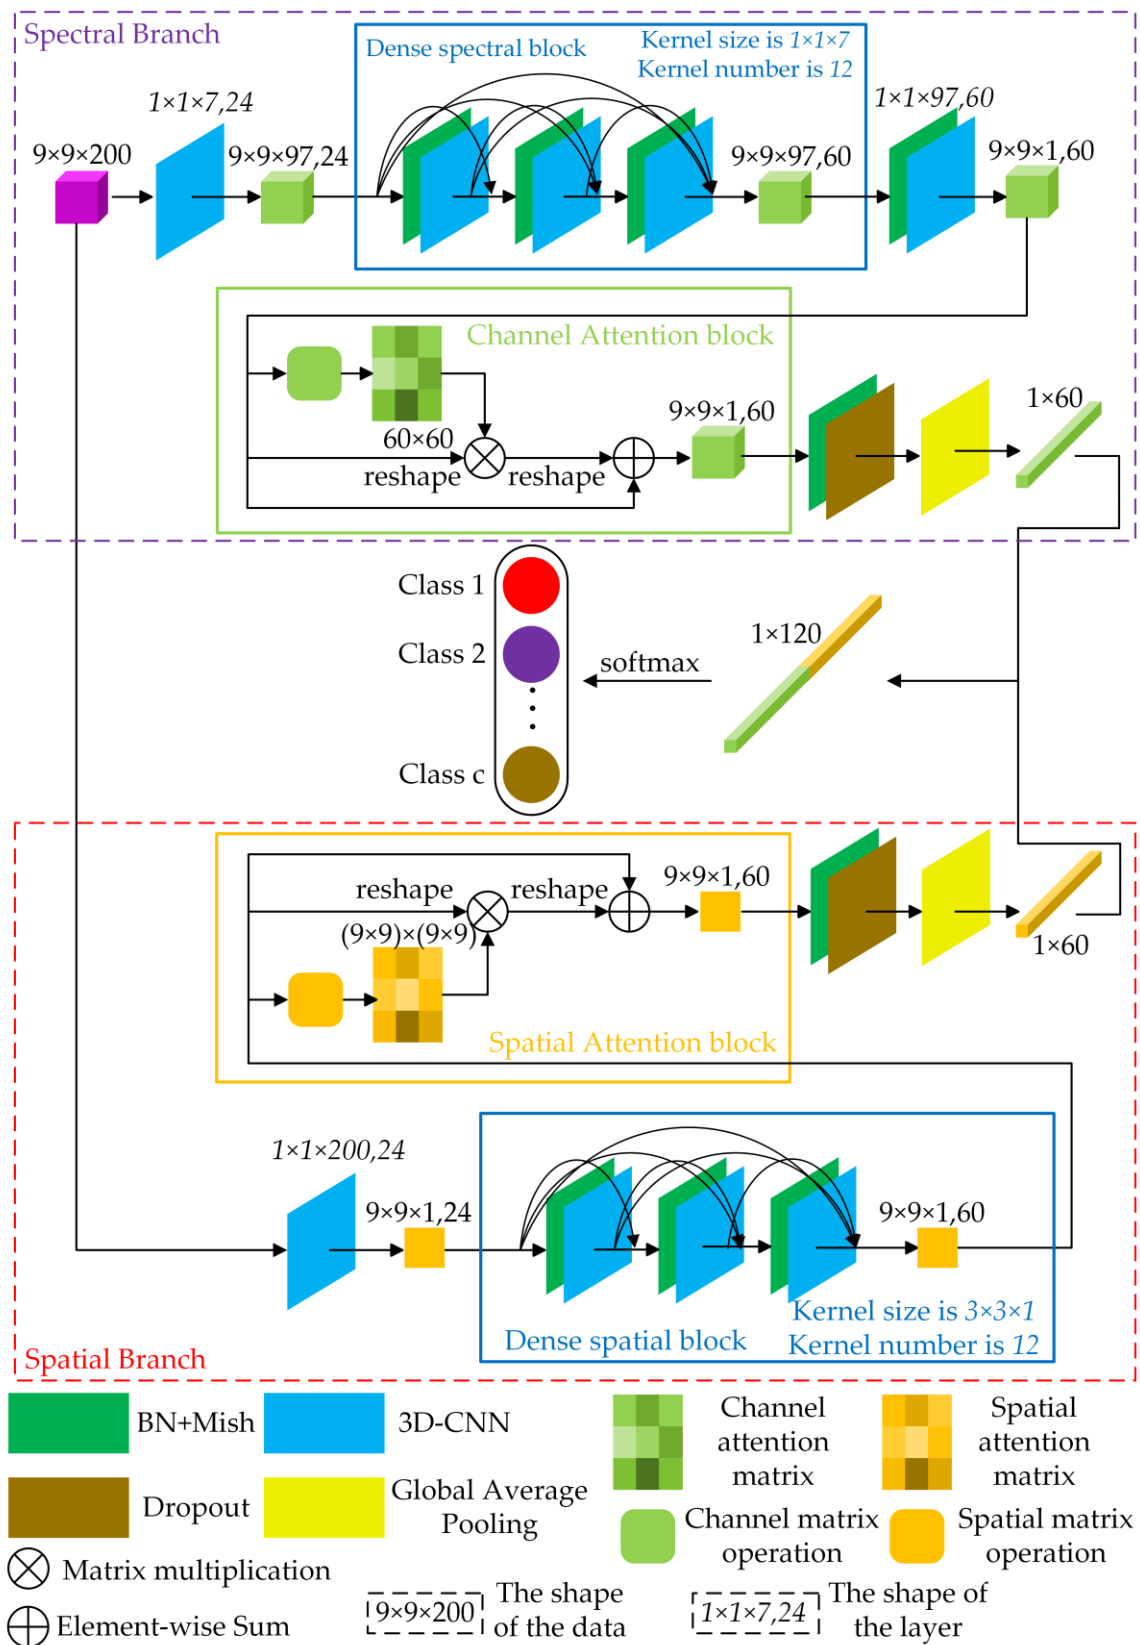 Spectral Branch
Dense spectral block
Kernel size is 1×1×7
Kernel number is 12
1×1×7,24
1×1×97,60
9×9×200
9×9×97,24
9×9×97,60
9×9×1,60
Channel Attention block
60×60
reshape
reshape
9×9×1,60
1×60
Class 1
Class 2
Class c
softmax
1×120
reshape
reshape
9×9×1,60
(9×9)×(9×9)
1×60
Spatial Attention block
1×1×200,24
9×9×1,24
9×9×1,60
Kernel size is 3×3×1
Dense spatial block
Kernel number is 12
Spatial Branch
BN+Mish
3D-CNN
Channel
attention
matrix
Spatial
attention
matrix
Dropout
Global Average
Pooling
Channel matrix
operation
Spatial matrix
operation
Matrix multiplication
Element-wise Sum
9×9×200
The shape
of the data
1×1×7,24
The shape of
the layer